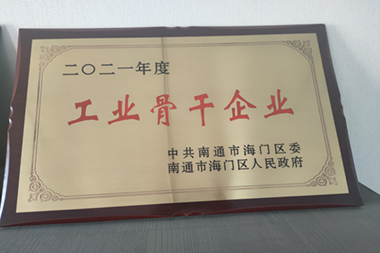 二〇二一年度
工业骨干企业
中共南通市海门区委
南通市海门区人民政府